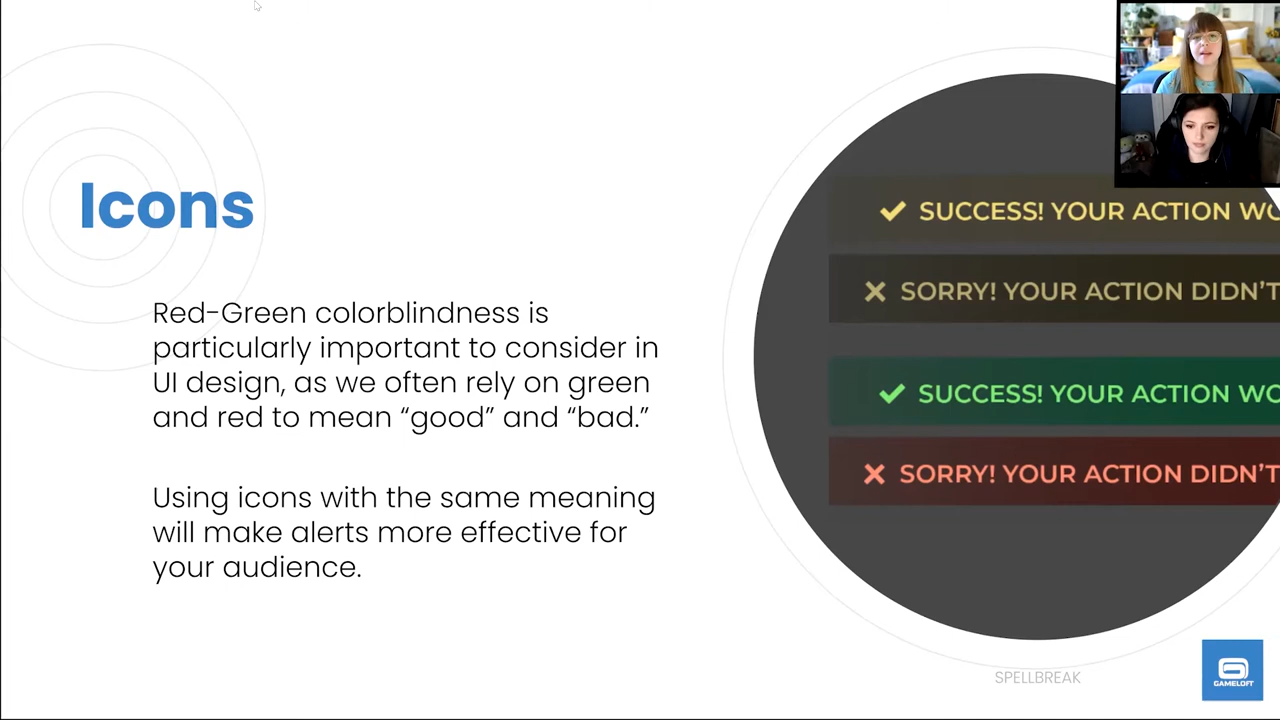 Icons
Red-Green colorblindness is
particularly important to consider in
UI design, as we often rely on green
and red to mean “good” and “bad.”
Using icons with the same meaning
will make alerts more effective for
your audience.
SUCCESS! YOUR ACTION WO
SORRY! YOUR ACTION DIDN'T
SUCCESS! YOUR ACTION WO
SORRY! YOUR ACTION DIDN'T
SPELLBREAK
GAMELOFT